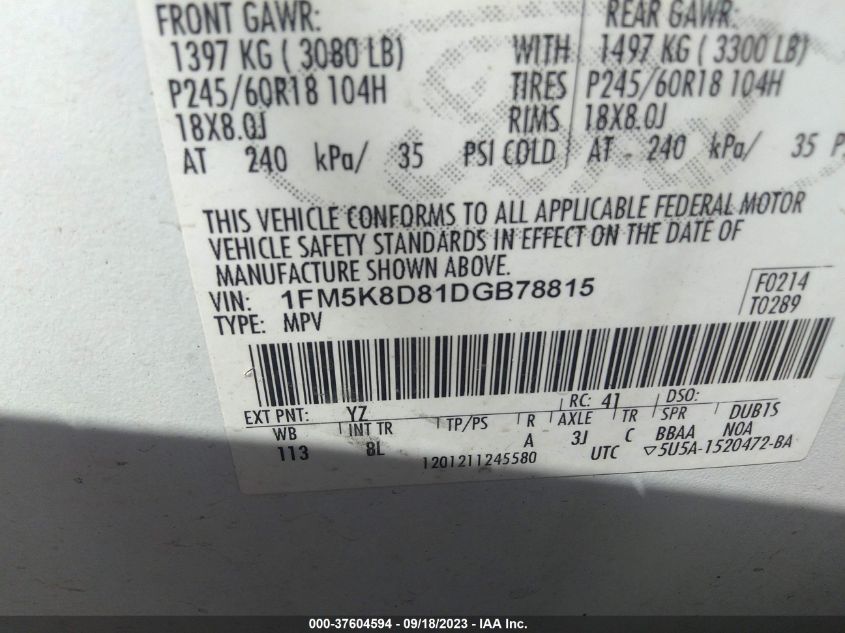 FRONT GAWR: REAR GAWR:
1397 KG ( 3080 LB) WITH 1497 KG ( 3300 LB)
P245/60R18 104H TIRES P245/60R18 104H
18X8.0J RIMS 18X8.0J
AT 240 kPa/ 35 PSI COLD AT 240 kPa/ 35
THIS VEHICLE CONFORMS TO ALL APPLICABLE FEDERAL MOTOR
VEHICLE SAFETY STANDARDS IN EFFECT ON THE DATE OF
MANUFACTURE SHOWN ABOVE.
VIN: 1FM5K8D81DGB78815 F0214
TYPE: MPV T0289
EXT PNT: YZ RC: 41 DSO:
WB INT TR TP/PS R AXLE TR SPR DUBTS
113 8L A 3J C BBAA NOA
1201211245580 UTC ▽5U5A-1520472-BA
000-37604594 - 09/18/2023 - IAA Inc.